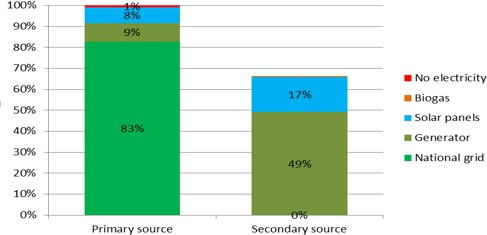 100%
90%
80%
70%
60%
50%
40%
30%
20%
10%
0%
1%
8%
9%
83%
17%
49%
0%
Primary source
Secondary source
No electricity
Biogas
Solar panels
Generator
National grid